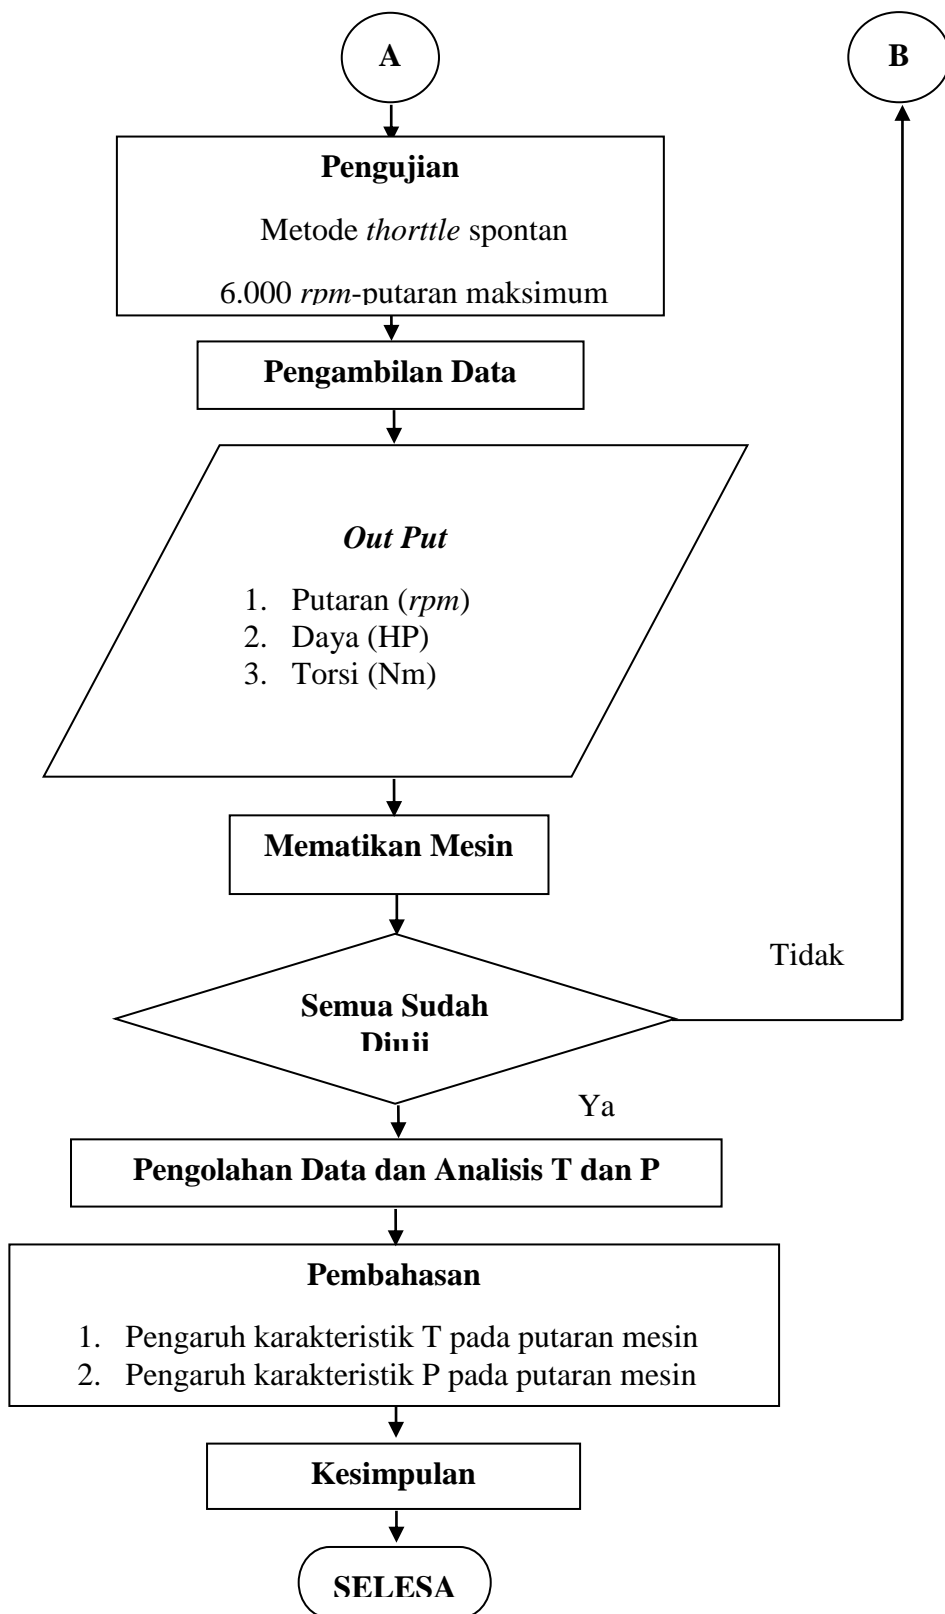 A
B
Pengujian
Metode thorttle spontan
6.000 rpm-putaran maksimum
Pengambilan Data
Out Put
1. Putaran (rpm)
2. Daya (HP)
3. Torsi (Nm)
Mematikan Mesin
Tidak
Semua Sudah
Diuji
Ya
Pengolahan Data dan Analisis T dan P
Pembahasan
1. Pengaruh karakteristik T pada putaran mesin
2. Pengaruh karakteristik P pada putaran mesin
Kesimpulan
SELESA